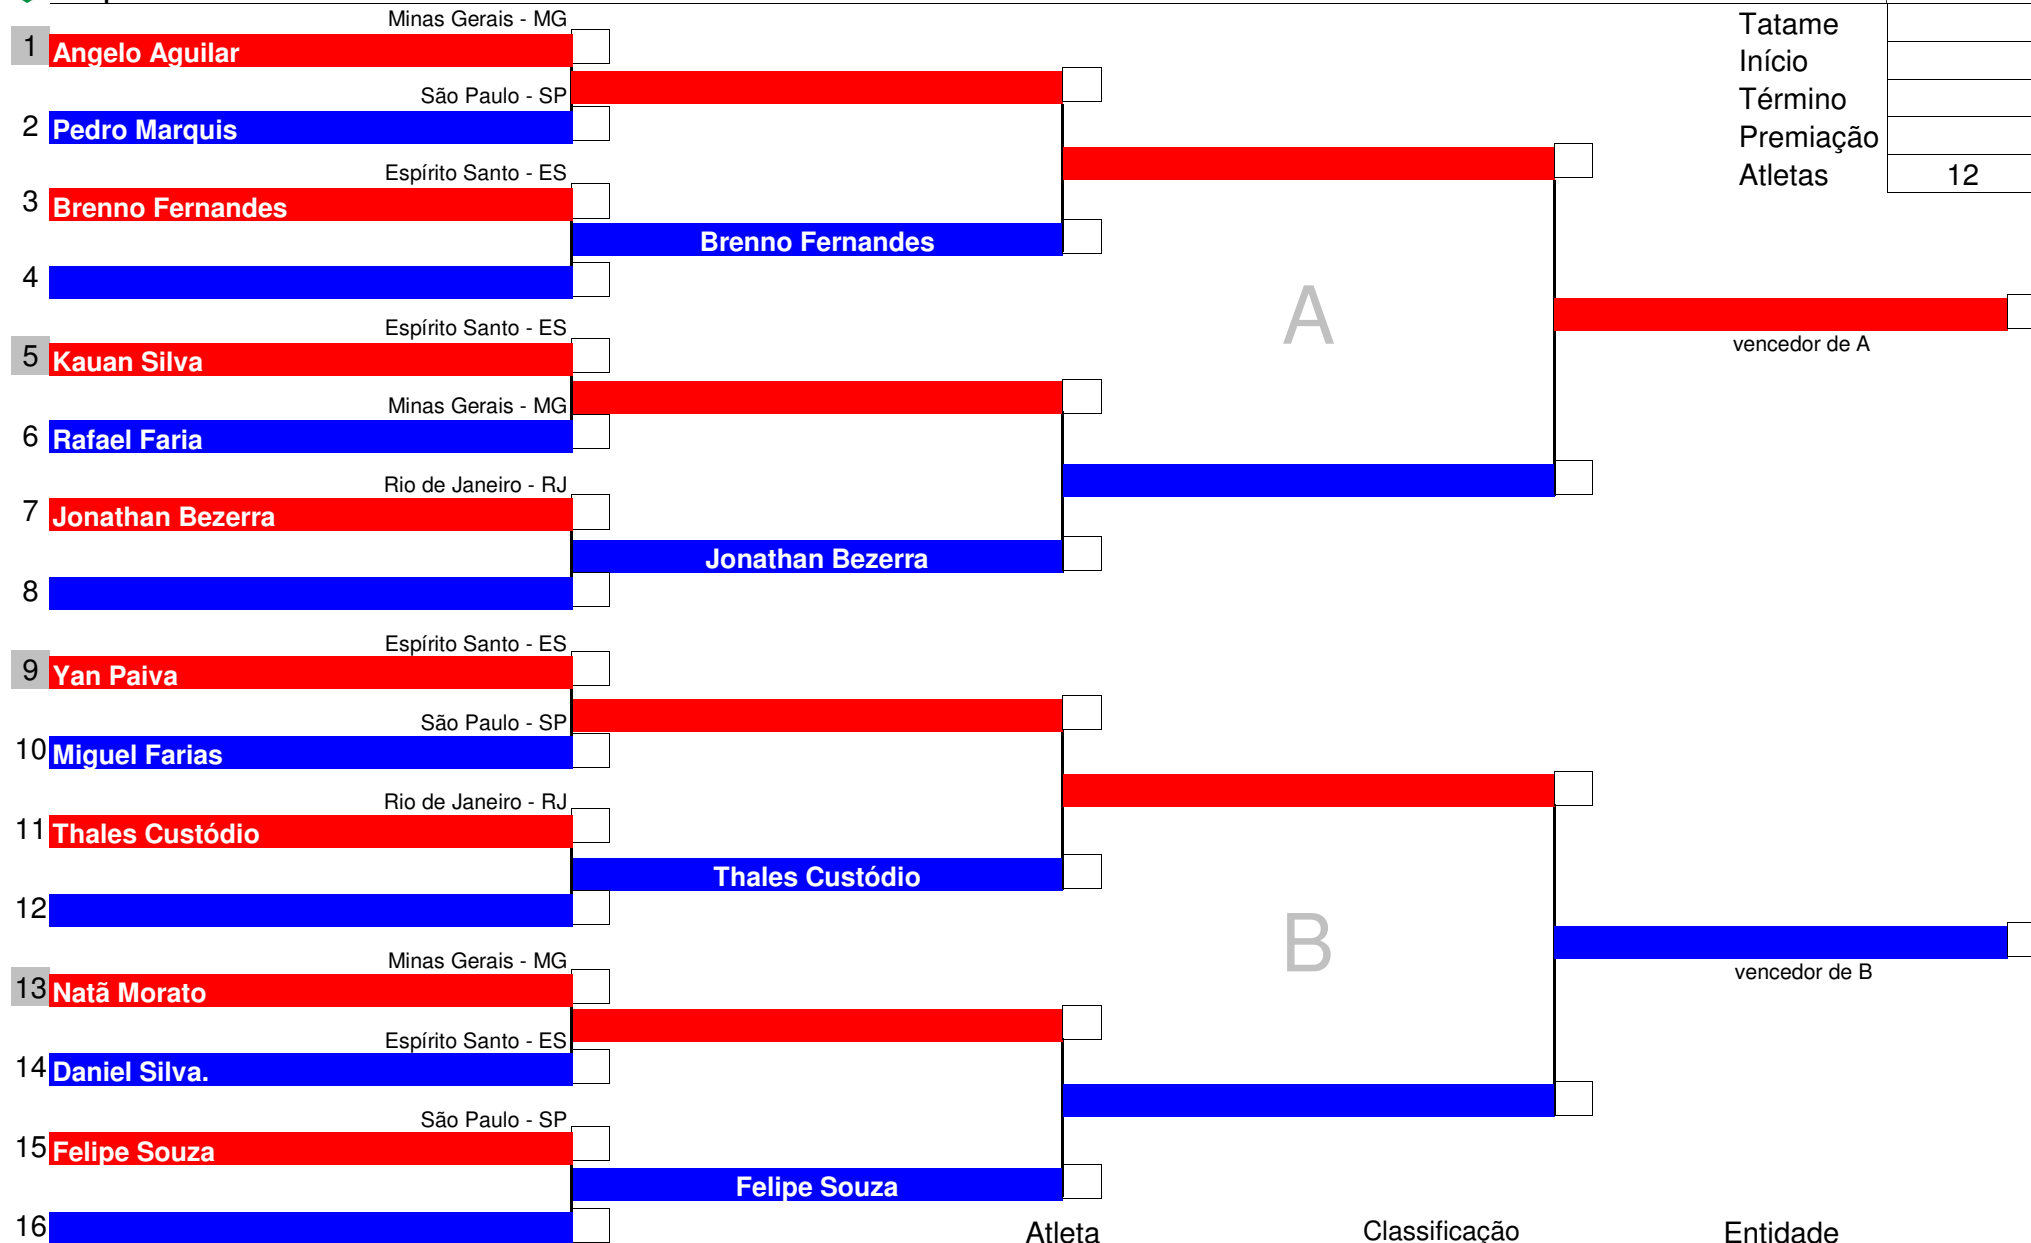 Minas Gerais - MG
1 Angelo Aguilar
São Paulo - SP
2 Pedro Marquis
Espírito Santo - ES
3 Brenno Fernandes
Brenno Fernandes
4
Espírito Santo - ES
5 Kauan Silva
Minas Gerais - MG
6 Rafael Faria
Rio de Janeiro - RJ
7 Jonathan Bezerra
Jonathan Bezerra
8
Espírito Santo - ES
9 Yan Paiva
São Paulo - SP
10 Miguel Farias
Rio de Janeiro - RJ
11 Thales Custódio
Thales Custódio
12
Minas Gerais - MG
13 Natã Morato
Espírito Santo - ES
14 Daniel Silva.
São Paulo - SP
15 Felipe Souza
Felipe Souza
16
A
B
vencedor de A
vencedor de B
Tatame
Início
Término
Premiação
Atletas 12
Atleta Classificação Entidade